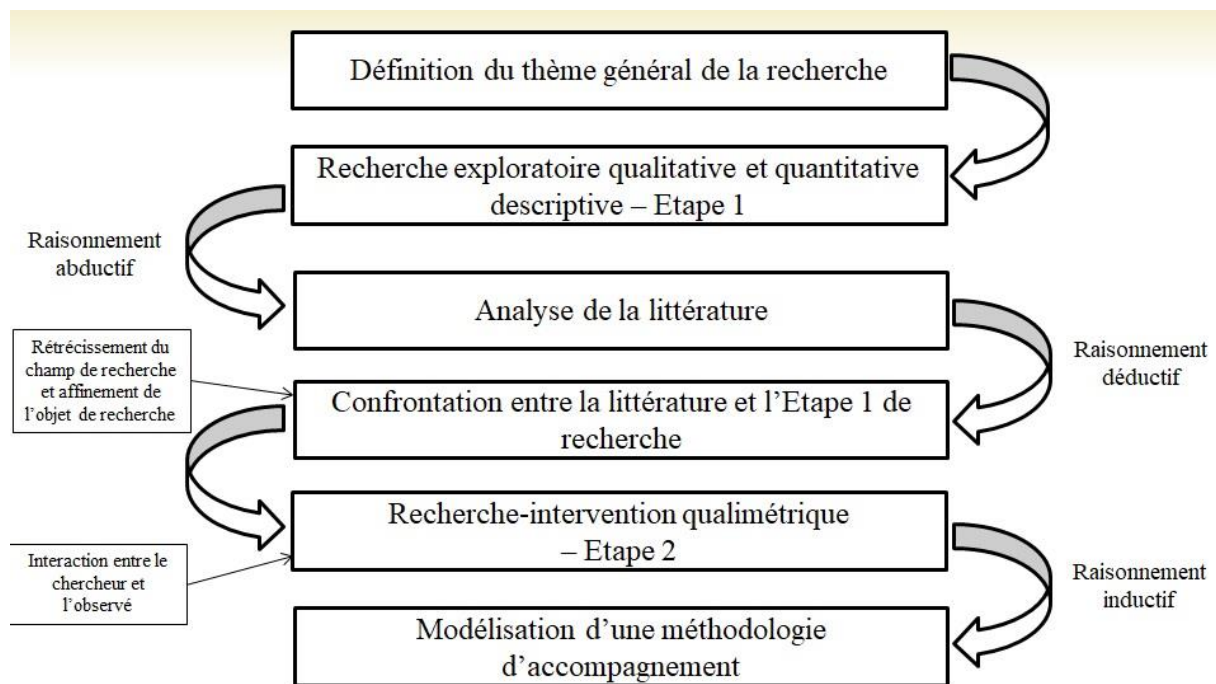 Définition du thème général de la recherche
Recherche exploratoire qualitative et quantitative
descriptive – Etape 1
Raisonnement
abductif
Analyse de la littérature
Raisonnement
déductif
Rétrécissement du
champ de recherche
et affinement de
l’objet de recherche
Confrontation entre la littérature et l’Etape 1 de
recherche
Recherche-intervention qualimétrique
– Etape 2
Interaction entre le
chercheur et
l’observé
Raisonnement
inductif
Modélisation d’une méthodologie
d’accompagnement